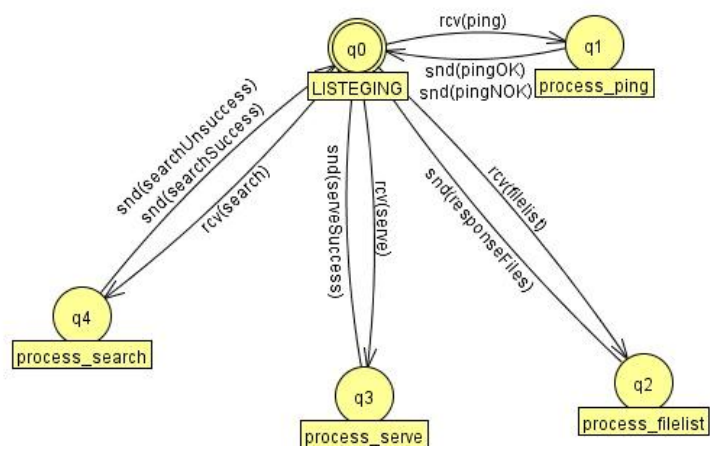 q0
LISTEGING
rcv(ping)
q1
process_ping
snd(pingOK)
snd(pingNOK)
snd(searchUnsuccess)
snd(searchSuccess)
rcv(search)
snd(serveSuccess)
rcv(serve)
rcv(filelist)
snd(responseFiles)
q4
process_search
q3
process_serve
q2
process_filelist